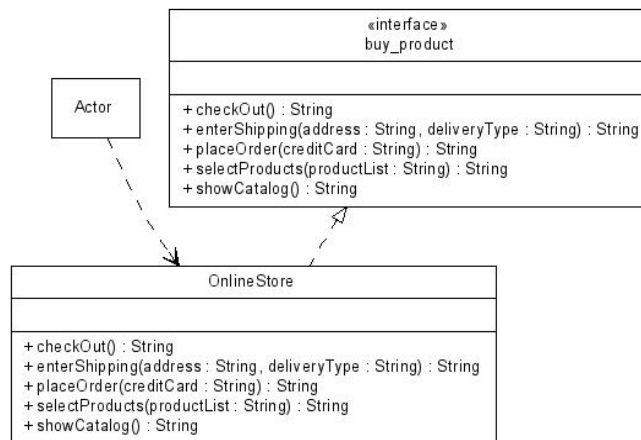 «interface»
buy_product
Actor
+ checkOut() : String
+ enterShipping(address : String, deliveryType : String) : String
+ placeOrder(creditCard : String) : String
+ selectProducts(productList : String) : String
+ showCatalog() : String
OnlineStore
+ checkOut() : String
+ enterShipping(address : String, deliveryType : String) : String
+ placeOrder(creditCard : String) : String
+ selectProducts(productList : String) : String
+ showCatalog() : String